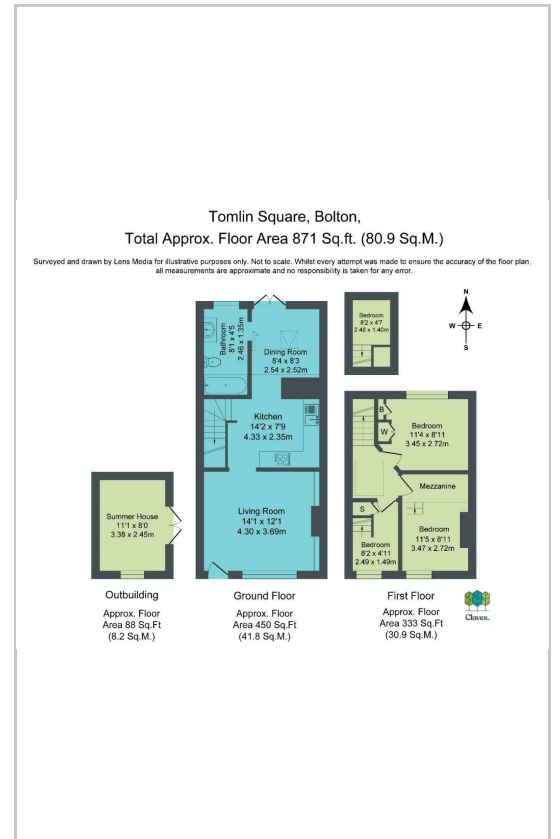 Tomlin Square, Bolton,
Total Approx. Floor Area 871 Sq.ft. (80.9 Sq.M.)
Surveyed and drawn by Lens Media for illustrative purposes only. Not to scale. Whilst every attempt was made to ensure the accuracy of the floor plan,
all measurements are approximate and no responsibility is taken for any error.
Bathroom
8'1 x 4'5
2.46 x 1.35m
Dining Room
8'4 x 8'3
2.54 x 2.52m
Bedroom
8'2 x 4'7
2.48 x 1.40m
N
W
E
S
Kitchen
14'2 x 7'9
4.33 x 2.35m
B
W
Bedroom
11'4 x 8'11
3.45 x 2.72m
Summer House
11'1 x 8'0
3.38 x 2.45m
Living Room
14'1 x 12'1
4.30 x 3.69m
Mezzanine
S
Bedroom
8'2 x 4'11
2.49 x 1.49m
Bedroom
11'5 x 8'11
3.47 x 2.72m
Outbuilding
Approx. Floor
Area 88 Sq.Ft
(8.2 Sq.M.)
Ground Floor
Approx. Floor
Area 450 Sq.Ft
(41.8 Sq.M.)
First Floor
Approx. Floor
Area 333 Sq.Ft
(30.9 Sq.M.)
Claves.